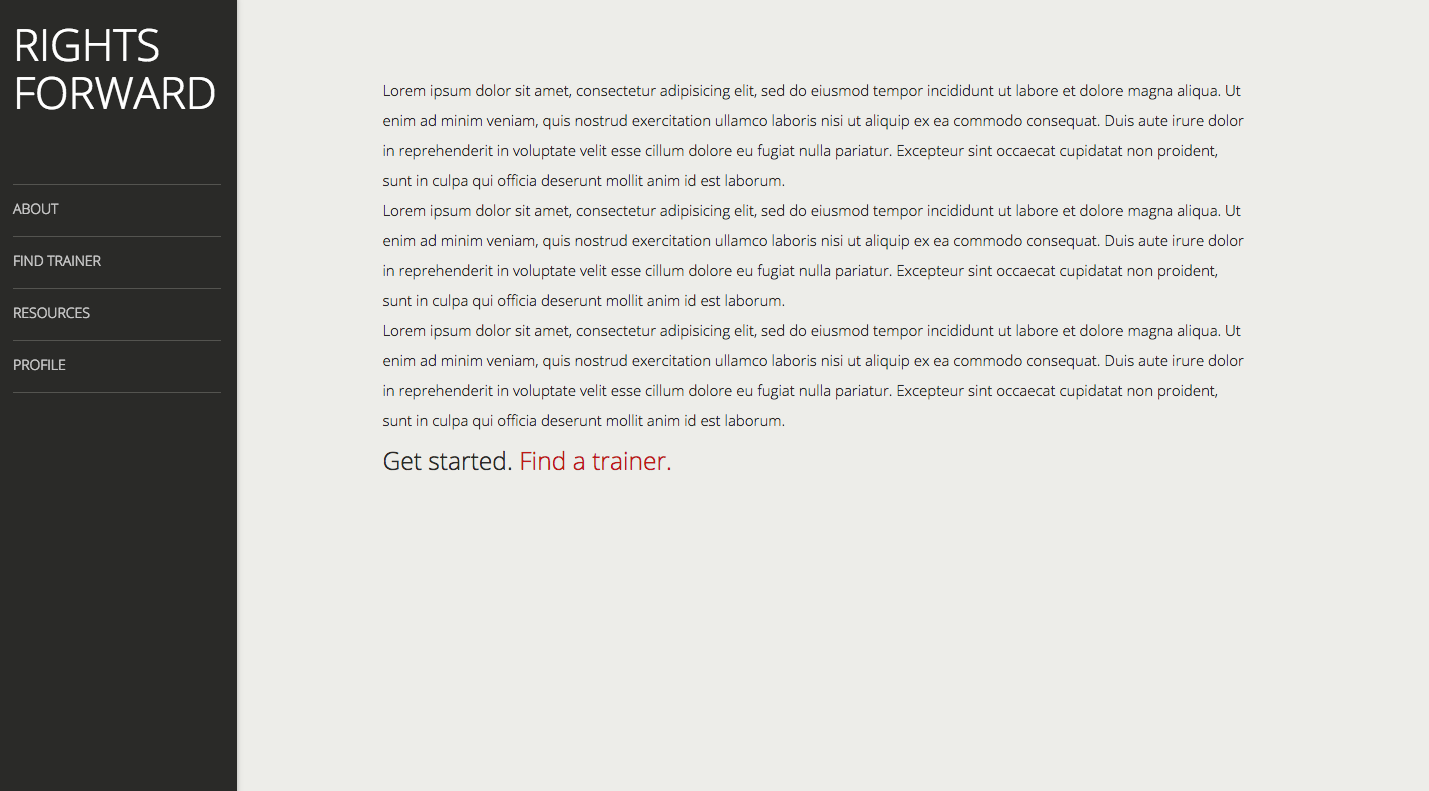 RIGHTS
FORWARD
ABOUT
FIND TRAINER
RESOURCES
PROFILE
Lorem ipsum dolor sit amet, consectetur adipisicing elit, sed do eiusmod tempor incididunt ut labore et dolore magna aliqua. Ut
enim ad minim veniam, quis nostrud exercitation ullamco laboris nisi ut aliquip ex ea commodo consequat. Duis aute irure dolor
in reprehenderit in voluptate velit esse cillum dolore eu fugiat nulla pariatur. Excepteur sint occaecat cupidatat non proident,
sunt in culpa qui officia deserunt mollit anim id est laborum.
Lorem ipsum dolor sit amet, consectetur adipisicing elit, sed do eiusmod tempor incididunt ut labore et dolore magna aliqua. Ut
enim ad minim veniam, quis nostrud exercitation ullamco laboris nisi ut aliquip ex ea commodo consequat. Duis aute irure dolor
in reprehenderit in voluptate velit esse cillum dolore eu fugiat nulla pariatur. Excepteur sint occaecat cupidatat non proident,
sunt in culpa qui officia deserunt mollit anim id est laborum.
Lorem ipsum dolor sit amet, consectetur adipisicing elit, sed do eiusmod tempor incididunt ut labore et dolore magna aliqua. Ut
enim ad minim veniam, quis nostrud exercitation ullamco laboris nisi ut aliquip ex ea commodo consequat. Duis aute irure dolor
in reprehenderit in voluptate velit esse cillum dolore eu fugiat nulla pariatur. Excepteur sint occaecat cupidatat non proident,
sunt in culpa qui officia deserunt mollit anim id est laborum.
Get started. Find a trainer.